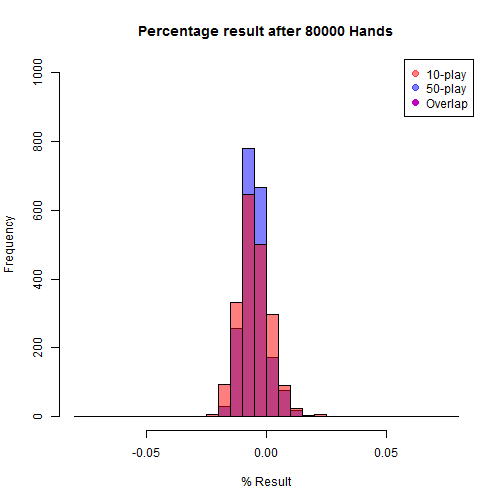 Percentage result after 80000 Hands
10-play
50-play
Overlap
Frequency
1000
800
600
400
200
0
-0.05
0.00
0.05
% Result